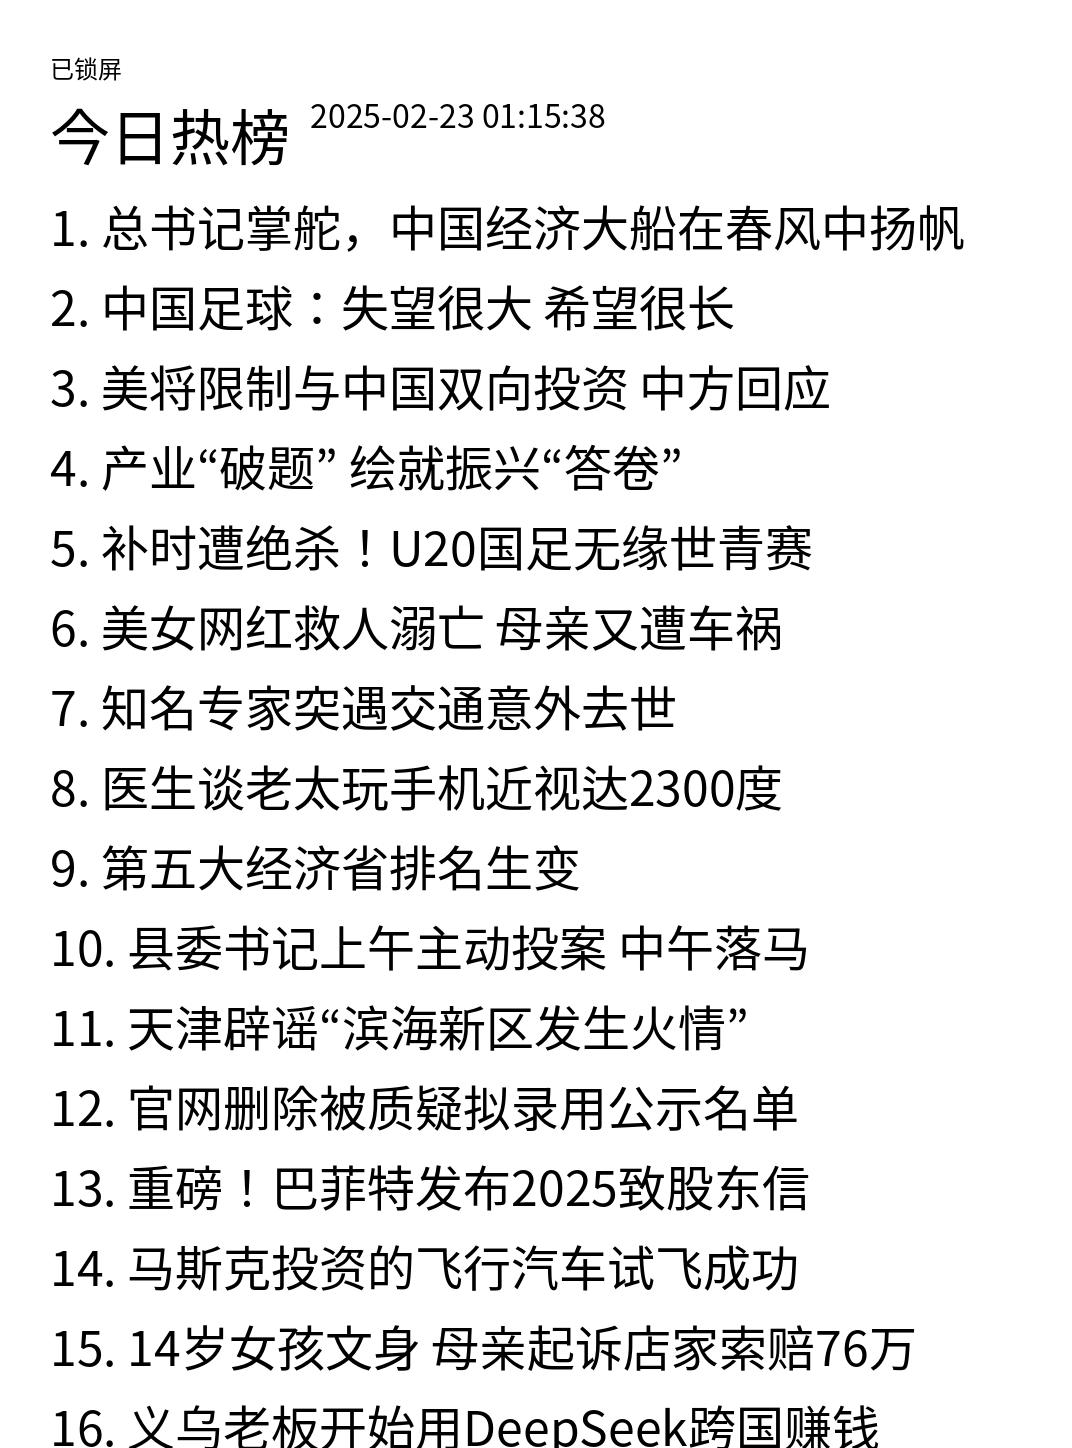 已锁屏
今日热榜 2025-02-23 01:15:38
1. 总书记掌舵，中国经济大船在春风中扬帆
2. 中国足球：失望很大 希望很长
3. 美将限制与中国双向投资 中方回应
4. 产业“破题” 绘就振兴“答卷”
5. 补时遭绝杀！U20国足无缘世青赛
6. 美女网红救人溺亡 母亲又遭车祸
7. 知名专家突遇交通意外去世
8. 医生谈老太玩手机近视达2300度
9. 第五大经济省排名生变
10. 县委书记上午主动投案 中午落马
11. 天津辟谣“滨海新区发生火情”
12. 官网删除被质疑拟录用公示名单
13. 重磅！巴菲特发布2025致股东信
14. 马斯克投资的飞行汽车试飞成功
15. 14岁女孩文身 母亲起诉店家索赔76万
16. 义乌老板开始用DeepSeek跨国赚钱